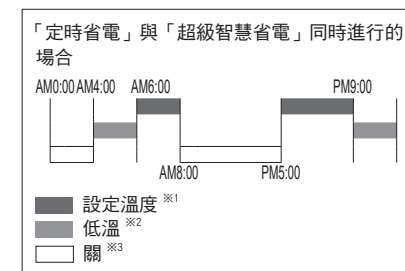 「定時省電」與「超級智慧省電」同時進行的
場合
AM0:00 AM4:00 AM6:00 PM9:00
AM8:00 PM5:00
設定溫度 ※1
低溫 ※2
關 ※3